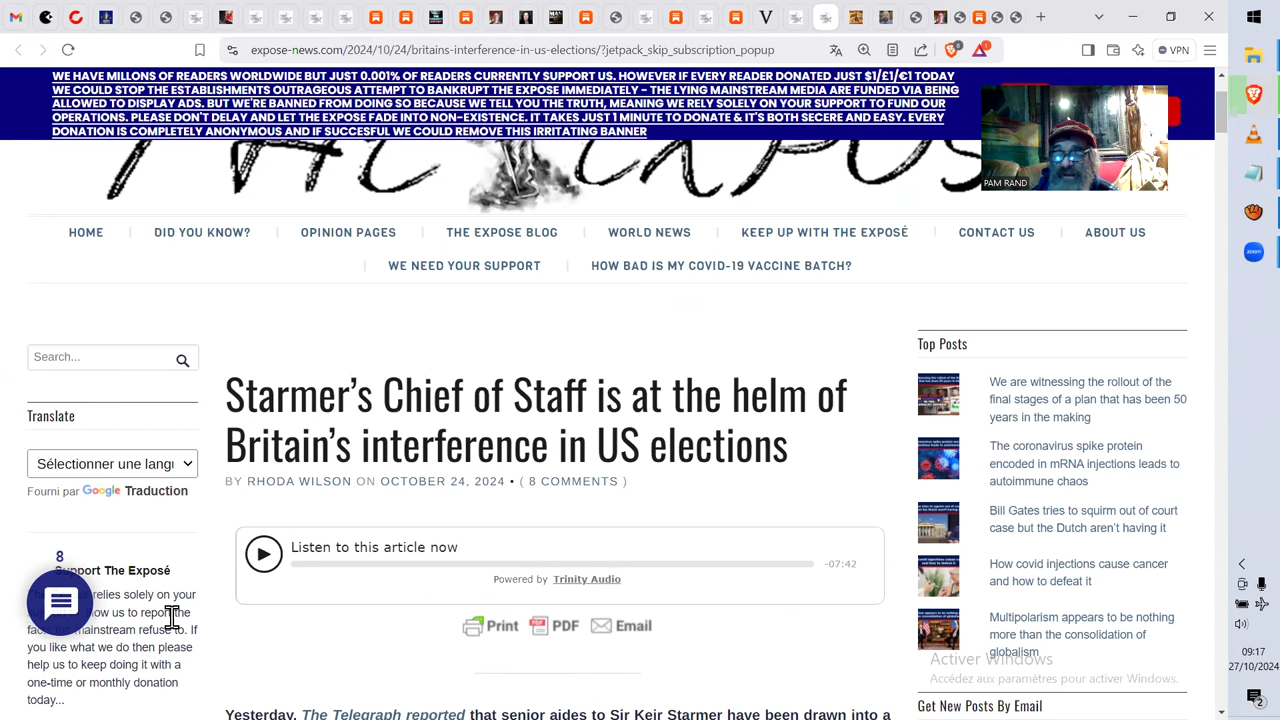 expose-news.com/2024/10/24/britains-interference-in-us-elections/?jetpack_skip_subscription_popup
8
1
VPN
WE HAVE MILLONS OF READERS WORLDWIDE BUT JUST 0.001% OF READERS CURRENTLY SUPPORT US. HOWEVER IF EVERY READER DONATED JUST $1/£1/€1 TODAY
WE COULD STOP THE ESTABLISHMENTS OUTRAGEOUS ATTEMPT TO BANKRUPT THE EXPOSE IMMEDIATELY - THE LYING MAINSTREAM MEDIA ARE FUNDED VIA BEING
ALLOWED TO DISPLAY ADS. BUT WE'RE BANNED FROM DOING SO BECAUSE WE TELL YOU THE TRUTH, MEANING WE RELY SOLELY ON YOUR SUPPORT TO FUND OUR
OPERATIONS. PLEASE DON'T DELAY AND LET THE EXPOSE FADE INTO NON-EXISTENCE. IT TAKES JUST 1 MINUTE TO DONATE & IT'S BOTH SECERE AND EASY. EVERY
DONATION IS COMPLETELY ANONYMOUS AND IF SUCCESFUL WE COULD REMOVE THIS IRRITATING BANNER
PAM RAND
HOME
DID YOU KNOW?
OPINION PAGES
THE EXPOSE BLOG
WORLD NEWS
KEEP UP WITH THE EXPOSÉ
CONTACT US
ABOUT US
WE NEED YOUR SUPPORT
HOW BAD IS MY COVID-19 VACCINE BATCH?
Search...
Translate
Sélectionner une langu
Fourni par Google Traduction
8
Support The Exposé
relies solely on your
us to report the
mainstream refuse to. If
you like what we do then please
help us to keep doing it with a
one-time or monthly donation
today...
Starmer's Chief of Staff is at the helm of
Britain's interference in US elections
BY RHODA WILSON ON OCTOBER 24, 2024 • ( 8 COMMENTS )
Listen to this article now
-07:42
Powered by Trinity Audio
Print PDF Email
Yesterday, The Telegraph reported that senior aides to Sir Keir Starmer have been drawn into a
Top Posts
We are witnessing the rollout of the
final stages of a plan that has been 50
years in the making
The coronavirus spike protein
encoded in mRNA injections leads to
autoimmune chaos
Bill Gates tries to squirm out of court
case but the Dutch aren't having it
How covid injections cause cancer
and how to defeat it
Multipolarism appears to be nothing
more than the consolidation of
globalism
Activer Windows
Accédez aux paramètres pour activer Windows.
Get New Posts By Email
zoom
09:17
27/10/2024
2